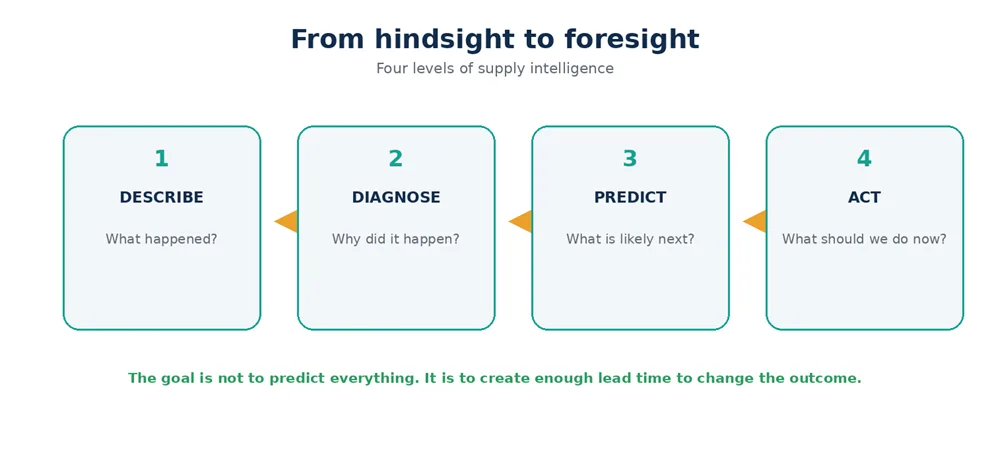 From hindsight to foresight
Four levels of supply intelligence
1
DESCRIBE
What happened?
2
DIAGNOSE
Why did it happen?
3
PREDICT
What is likely next?
4
ACT
What should we do now?
The goal is not to predict everything. It is to create enough lead time to change the outcome.